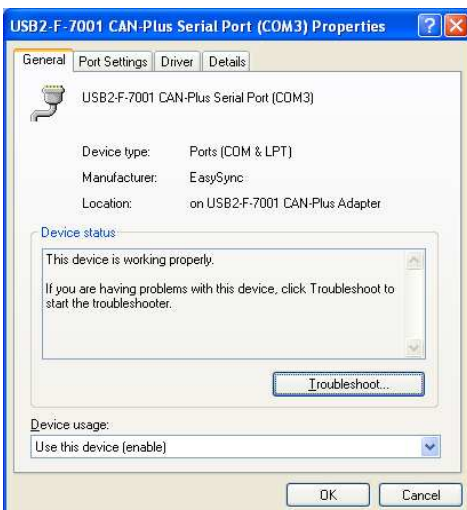 USB2-F-7001 CAN-Plus Serial Port (COM3) Properties
General Port Settings Driver Details
USB2-F-7001 CAN-Plus Serial Port (COM3)
Device type: Ports (COM & LPT)
Manufacturer: EasySync
Location: on USB2-F-7001 CAN-Plus Adapter
Device status
This device is working properly.
If you are having problems with this device, click Troubleshoot to
start the troubleshooter.
Troubleshoot...
Device usage:
Use this device (enable)
OK Cancel